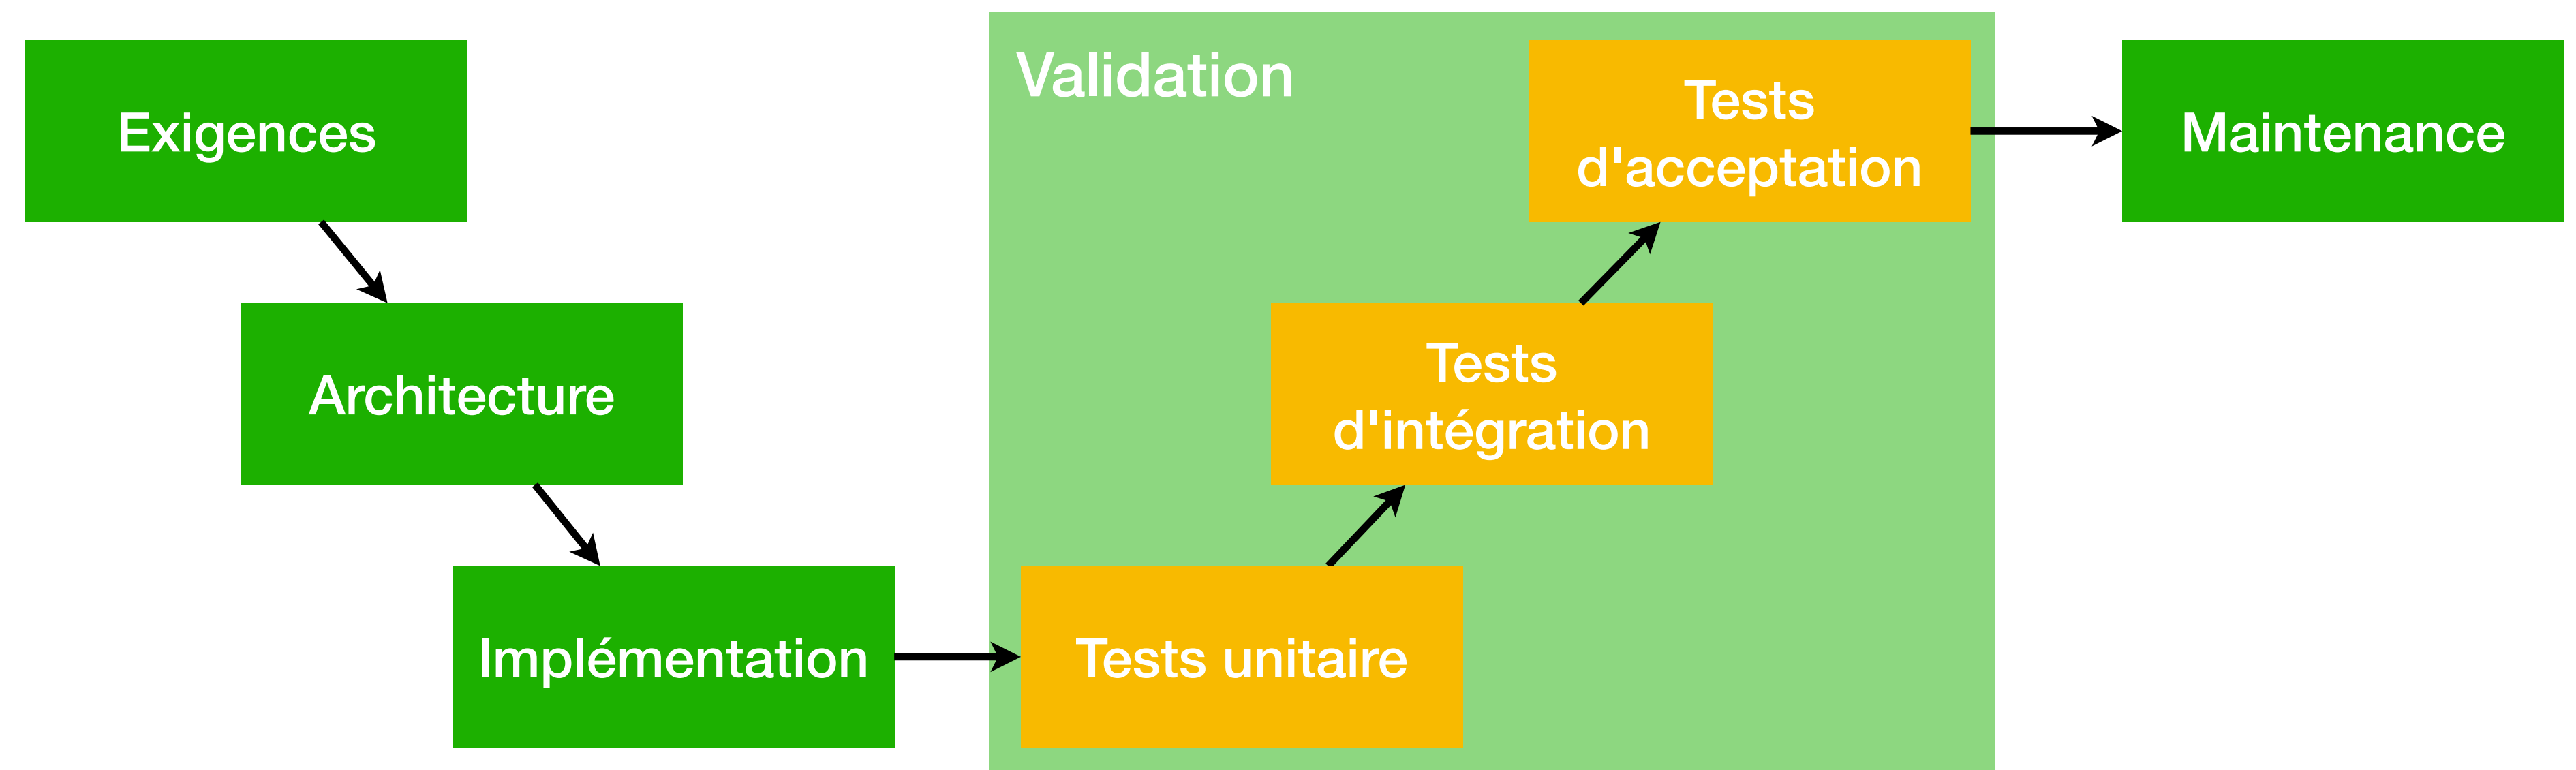 Exigences
Architecture
Implémentation
Validation
Tests unitaire
Tests
d'intégration
Tests
d'acceptation
Maintenance